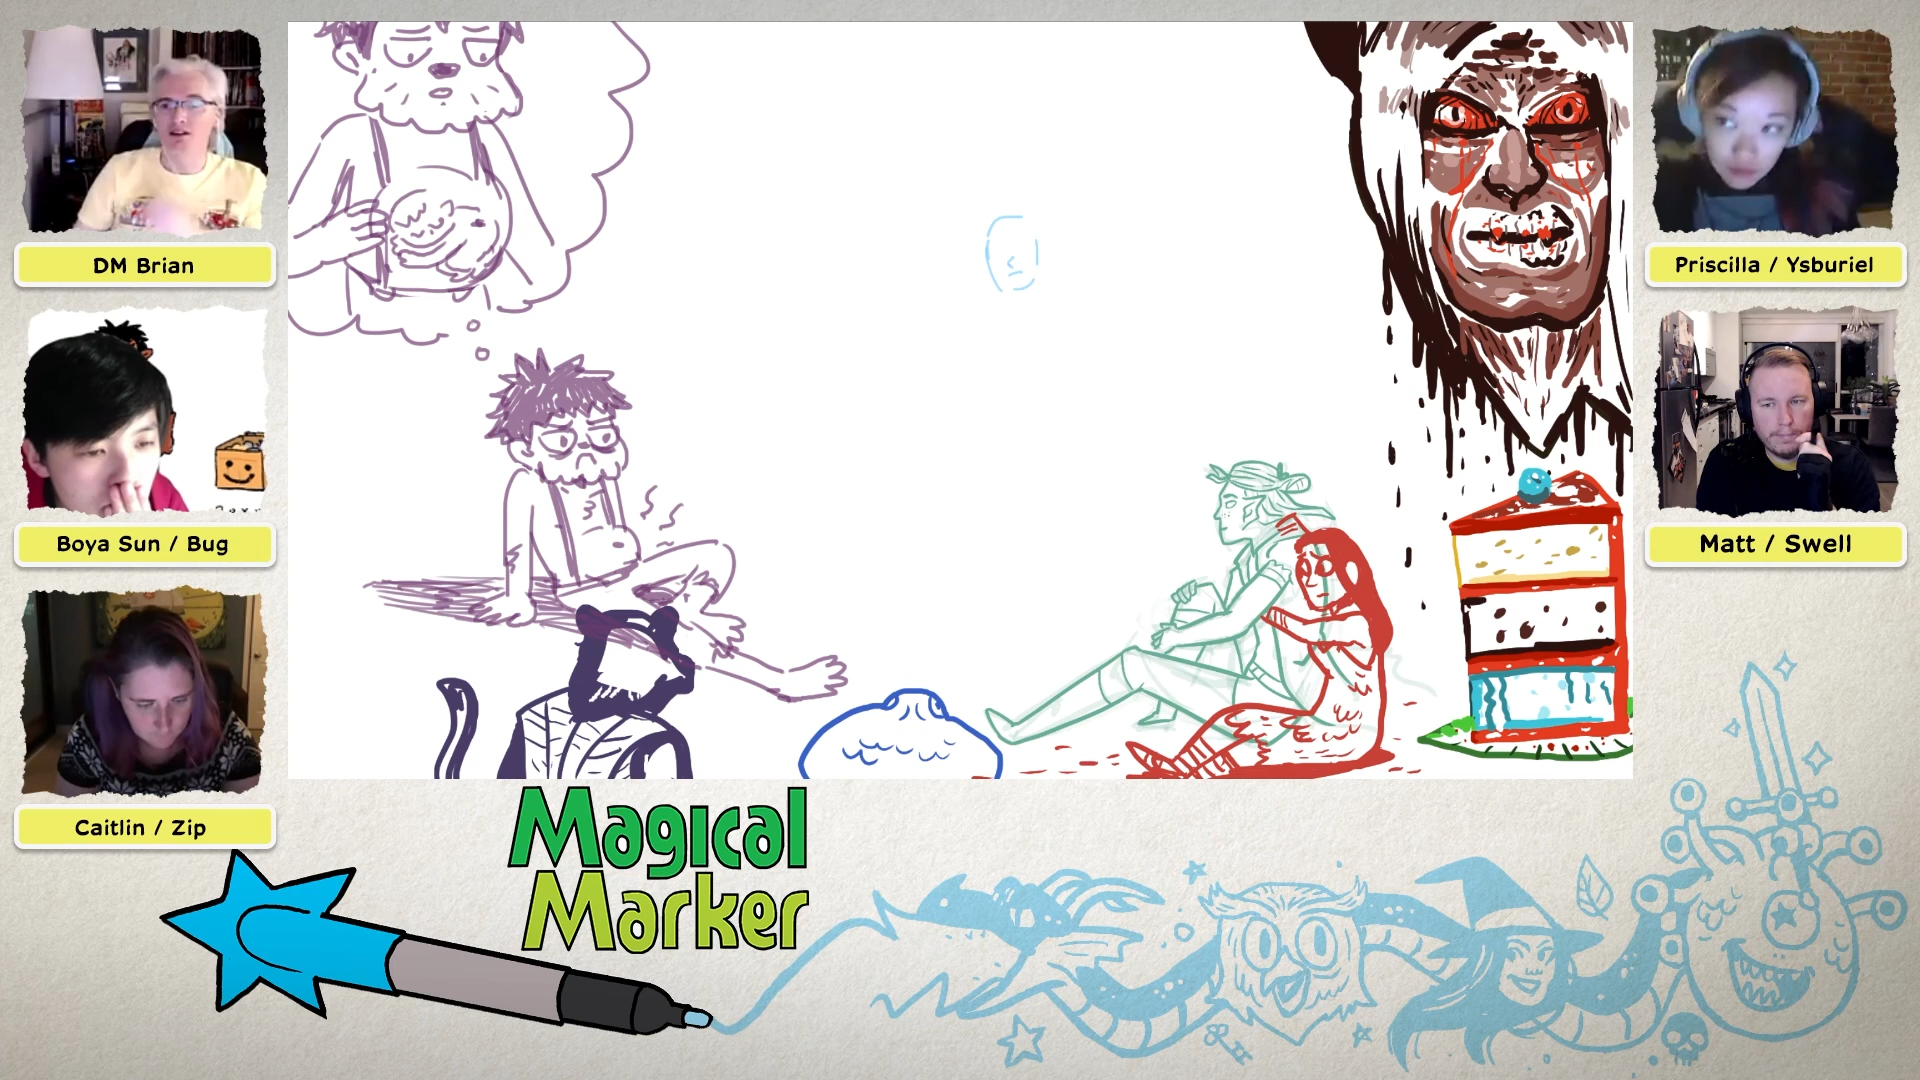 DM Brian
Boya Sun / Bug
Caitlin / Zip
Priscilla / Ysburiel
Matt / Swell
Magical
Marker